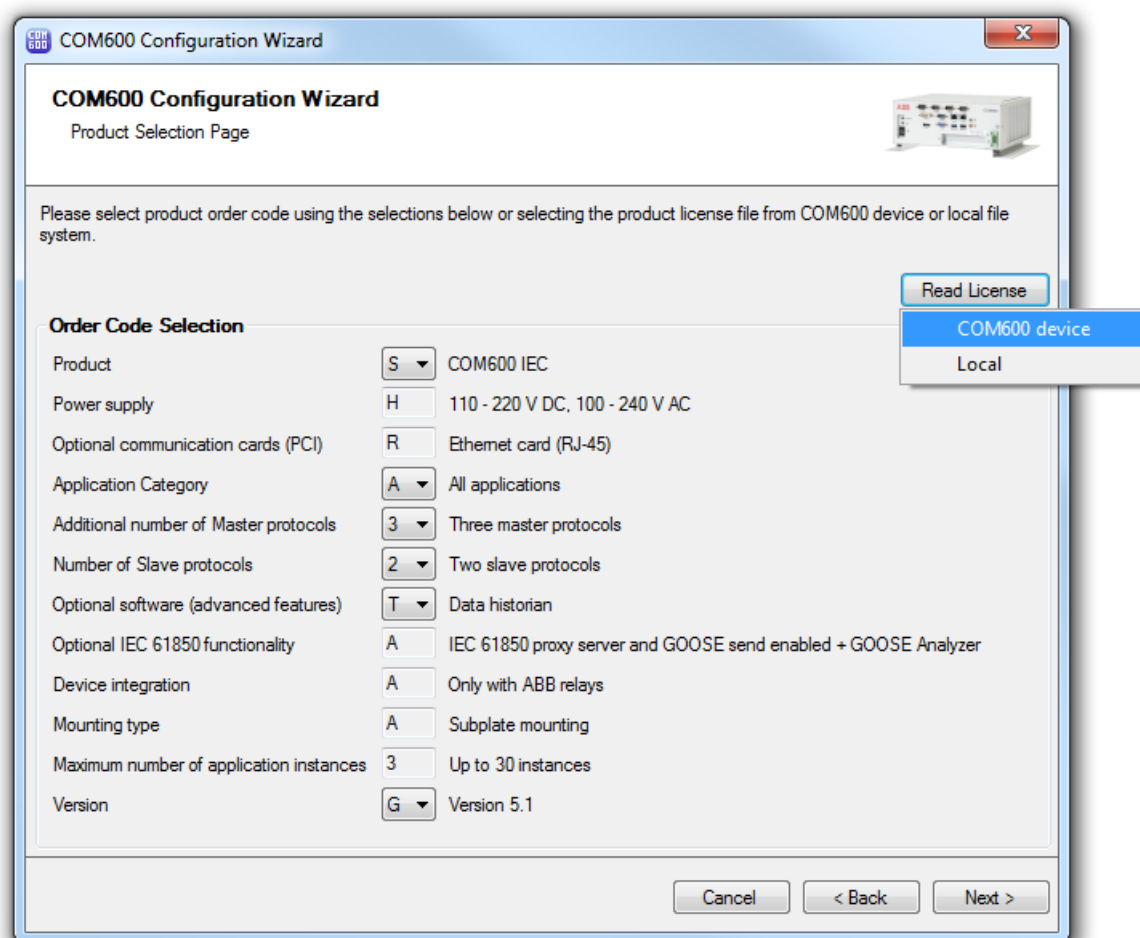 COM 600
COM600 Configuration Wizard
COM600 Configuration Wizard
Product Selection Page
ABB
Please select product order code using the selections below or selecting the product license file from COM600 device or local file
system.
Read License
COM600 device
Local
Order Code Selection
Product S COM600 IEC
Power supply H 110 - 220 V DC, 100 - 240 V AC
Optional communication cards (PCI) R Ethernet card (RJ-45)
Application Category A All applications
Additional number of Master protocols 3 Three master protocols
Number of Slave protocols 2 Two slave protocols
Optional software (advanced features) T Data historian
Optional IEC 61850 functionality A IEC 61850 proxy server and GOOSE send enabled + GOOSE Analyzer
Device integration A Only with ABB relays
Mounting type A Subplate mounting
Maximum number of application instances 3 Up to 30 instances
Version G Version 5.1
Cancel < Back Next >